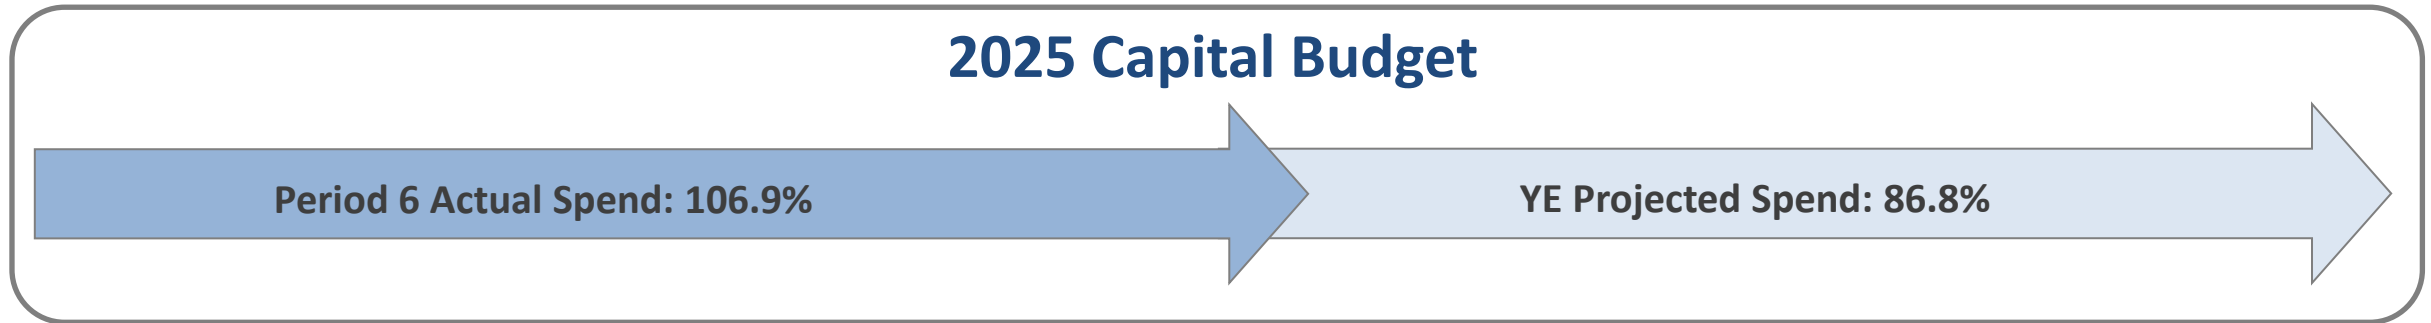 2025 Capital Budget
Period 6 Actual Spend: 106.9%
YE Projected Spend: 86.8%